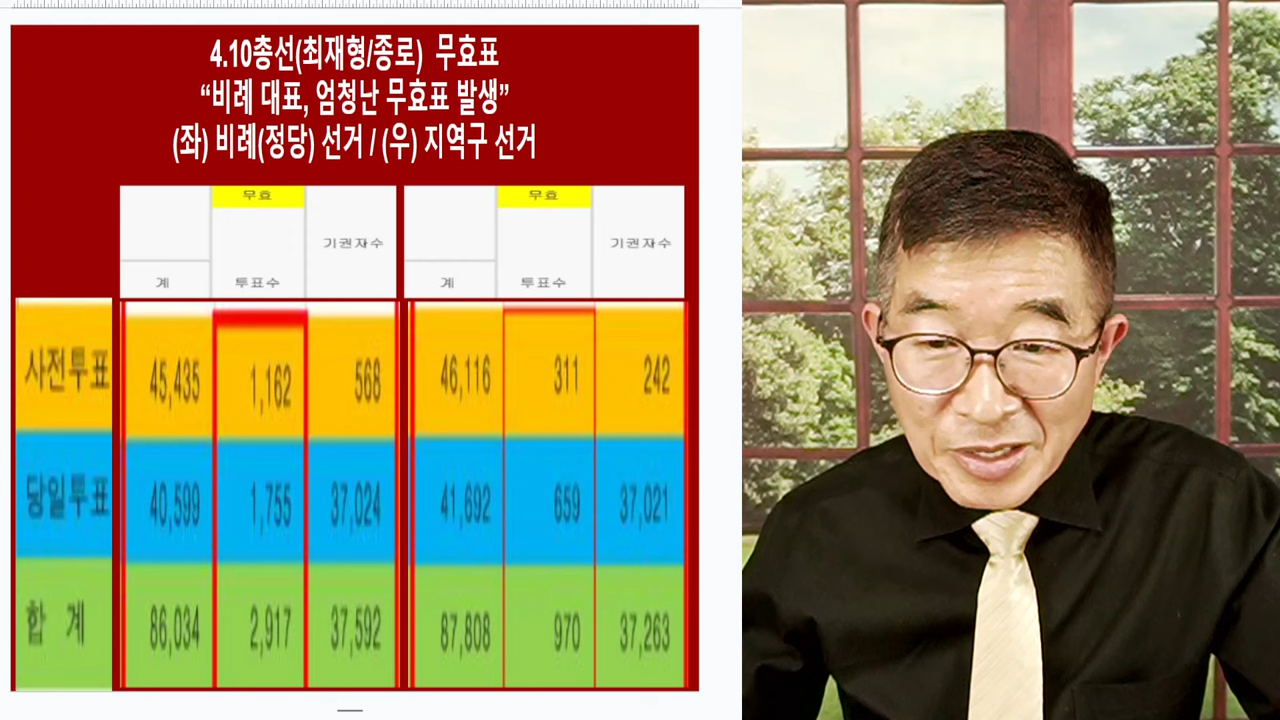 4.10총선(최재형/종로) 무효표
“비례 대표, 엄청난 무효표 발생”
(좌) 비례(정당) 선거 / (우) 지역구 선거
무효 무효
기권자수 기권자수
계 투표수 계 투표수
사전투표 45,435 1,162 568 46,116 311 242
당일투표 40,599 1,755 37,024 41,692 659 37,021
합 계 86,034 2,917 37,592 87,808 970 37,263